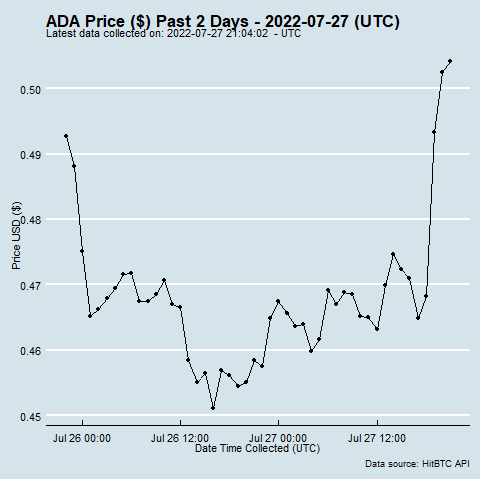 ADA Price ($) Past 2 Days - 2022-07-27 (UTC)
Latest data collected on: 2022-07-27 21:04:02 - UTC
0.50
0.49
0.48
0.47
0.46
0.45
Price USD ($)
Jul 26 00:00 Jul 26 12:00 Jul 27 00:00 Jul 27 12:00
Date Time Collected (UTC)
Data source: HitBTC API